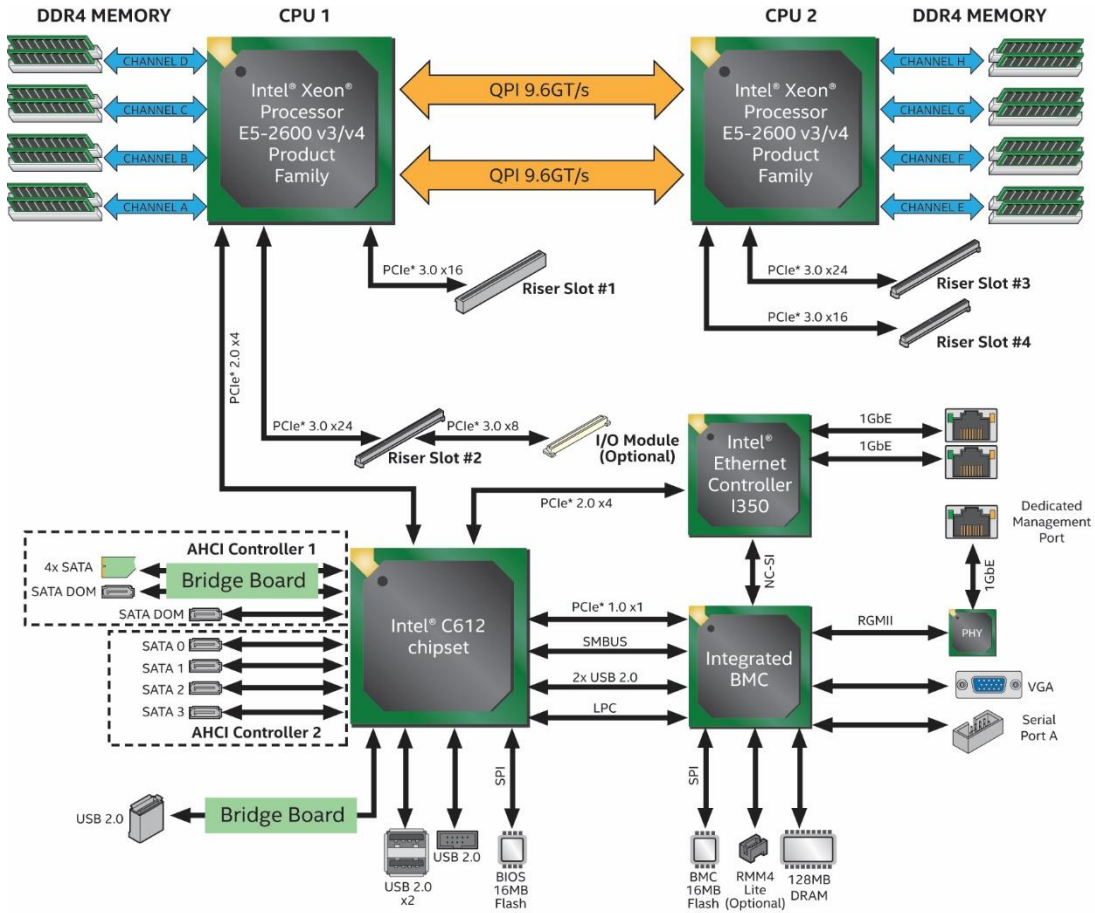 DDR4 MEMORY
CPU 1
CPU 2
DDR4 MEMORY
CHANNEL D
CHANNEL C
CHANNEL B
CHANNEL A
Intel® Xeon®
Processor
E5-2600 v3/v4
Product
Family
QPI 9.6GT/s
QPI 9.6GT/s
Intel® Xeon®
Processor
E5-2600 v3/v4
Product
Family
CHANNEL H
CHANNEL G
CHANNEL F
CHANNEL E
PCIe* 3.0 x16
Riser Slot #1
PCIe* 3.0 x24
Riser Slot #3
PCIe* 3.0 x16
Riser Slot #4
PCIe* 2.0 x4
PCIe* 3.0 x24
Riser Slot #2
PCIe* 3.0 x8
I/O Module
(Optional)
PCIe* 2.0 x4
Intel®
Ethernet
Controller
I350
1GbE
1GbE
Dedicated
Management
Port
1GbE
NC-SI
AHCI Controller 1
4x SATA
Bridge Board
SATA DOM
SATA DOM
SATA 0
SATA 1
SATA 2
SATA 3
AHCI Controller 2
Intel® C612
chipset
PCIe* 1.0 x1
SMBUS
2x USB 2.0
LPC
Integrated
BMC
RGMII
PHY
VGA
Serial
Port A
USB 2.0
Bridge Board
USB 2.0
x2
USB 2.0
SPI
BIOS
16MB
Flash
SPI
BMC
16MB
Flash
RMM4
Lite
(Optional)
128MB
DRAM